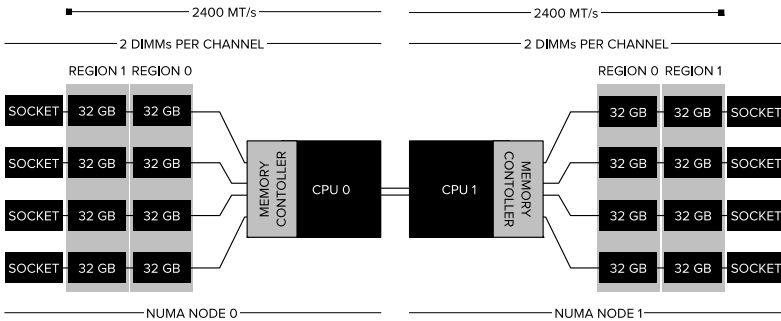 2400 MT/s 2400 MT/s
2 DIMMs PER CHANNEL 2 DIMMs PER CHANNEL
REGION 1 REGION 0 REGION 0 REGION 1
SOCKET 32 GB 32 GB 32 GB 32 GB SOCKET
SOCKET 32 GB 32 GB 32 GB 32 GB SOCKET
MEMORY CONTOLLER
CPU 0 CPU 1
MEMORY CONTOLLER
SOCKET 32 GB 32 GB 32 GB 32 GB SOCKET
SOCKET 32 GB 32 GB 32 GB 32 GB SOCKET
NUMA NODE 0 NUMA NODE 1